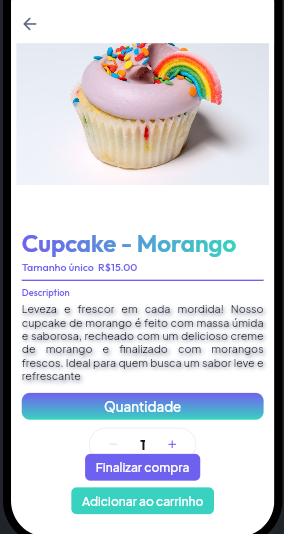 Cupcake - Morango
Tamanho único R$15.00
Description
Leveza e frescor em cada mordida! Nosso
cupcake de morango é feito com massa úmida
e saborosa, recheado com um delicioso creme
de morango e finalizado com morangos
frescos. Ideal para quem busca um sabor leve e
refrescante
Quantidade
− 1 +
Finalizar compra
Adicionar ao carrinho